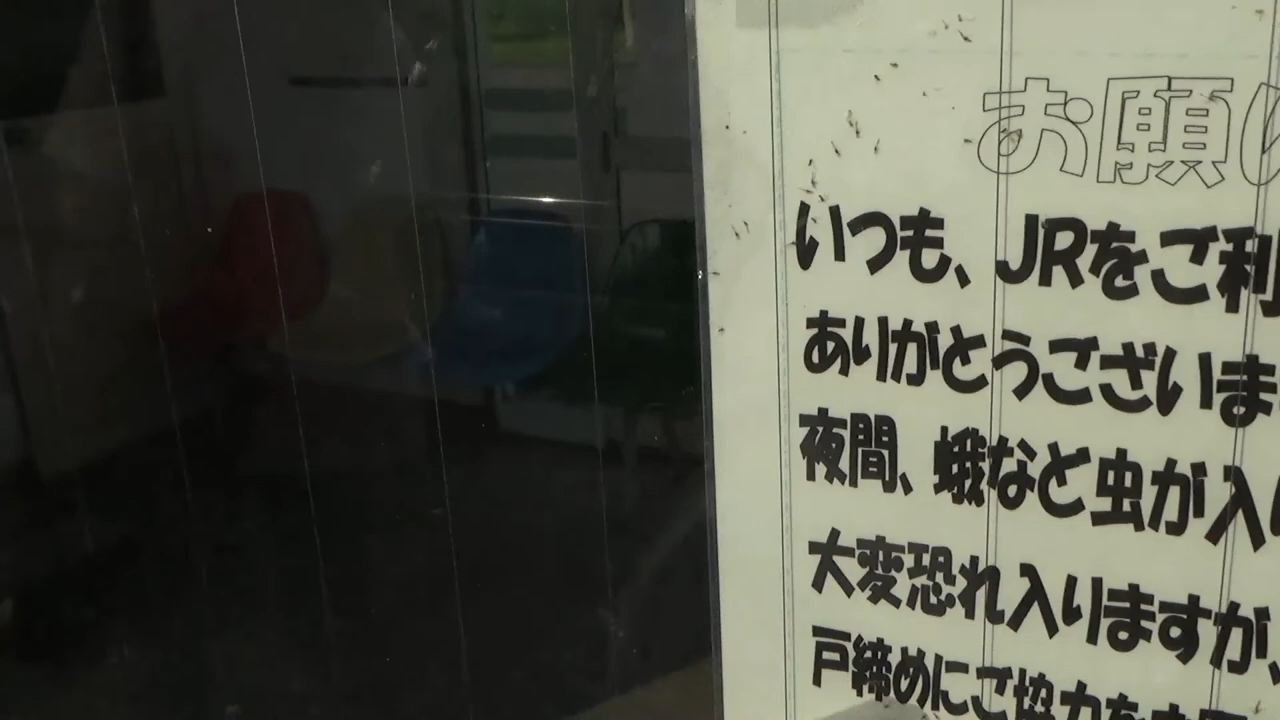 お願い
いつも、JRをご利
ありがとうございま
夜間、蛾など虫が入
大変恐れ入りますが、
戸締めにご協力を